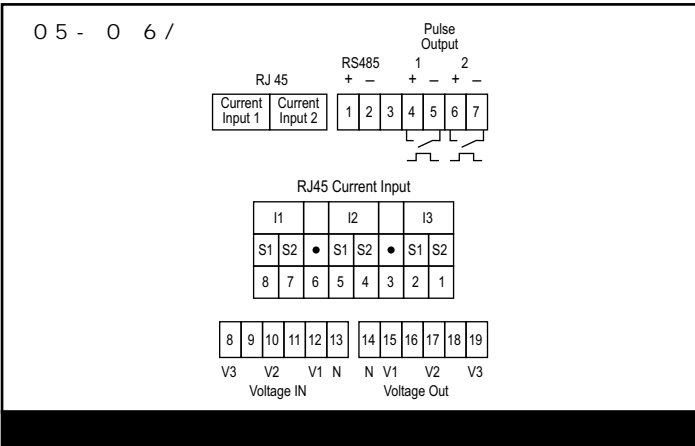 05- 0 6/
Pulse
Output
RS485 1 2
RJ 45 + – + – + –
Current Input 1 Current Input 2 1 2 3 4 5 6 7
RJ45 Current Input
I1 I2 I3
S1 S2 • S1 S2 • S1 S2
8 7 6 5 4 3 2 1
8 9 10 11 12 13 14 15 16 17 18 19
V3 V2 V1 N N V1 V2 V3
Voltage IN Voltage Out